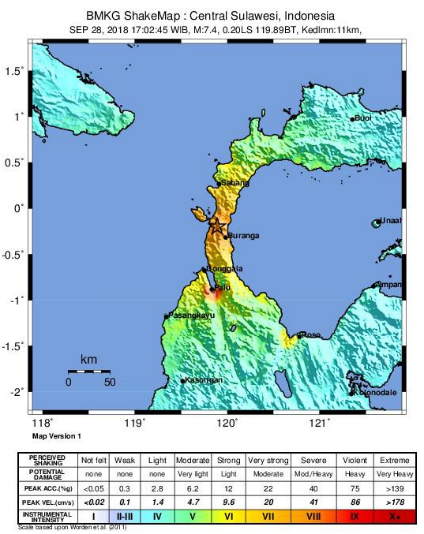 BMKG ShakeMap : Central Sulawesi, Indonesia
SEP 28, 2018 17:02:45 WIB, M:7.4, 0.20LS 119.89BT, Kedlmn:11km,
1.5°
1°
Buol
0.5°
Sabang
0°
Unaah
Buranga
-0.5°
Donggala
Ampan
Palu
-1°
Pasangkayu
Poso
-1.5°
km
Kasongan
0 50
Kolonodale
-2°
118° 119° 120° 121°
Map Version 1
PERCEIVED SHAKING Not felt Weak Light Moderate Strong Very strong Severe Violent Extreme
POTENTIAL DAMAGE none none none Very light Light Moderate Mod./Heavy Heavy Very Heavy
PEAK ACC.(%g) <0.05 0.3 2.8 6.2 12 22 40 75 >139
PEAK VEL.(cm/s) <0.02 0.1 1.4 4.7 9.6 20 41 86 >178
INSTRUMENTAL INTENSITY I II-III IV V VI VII VIII IX X+
Scale based upon Worden et al. (2011)